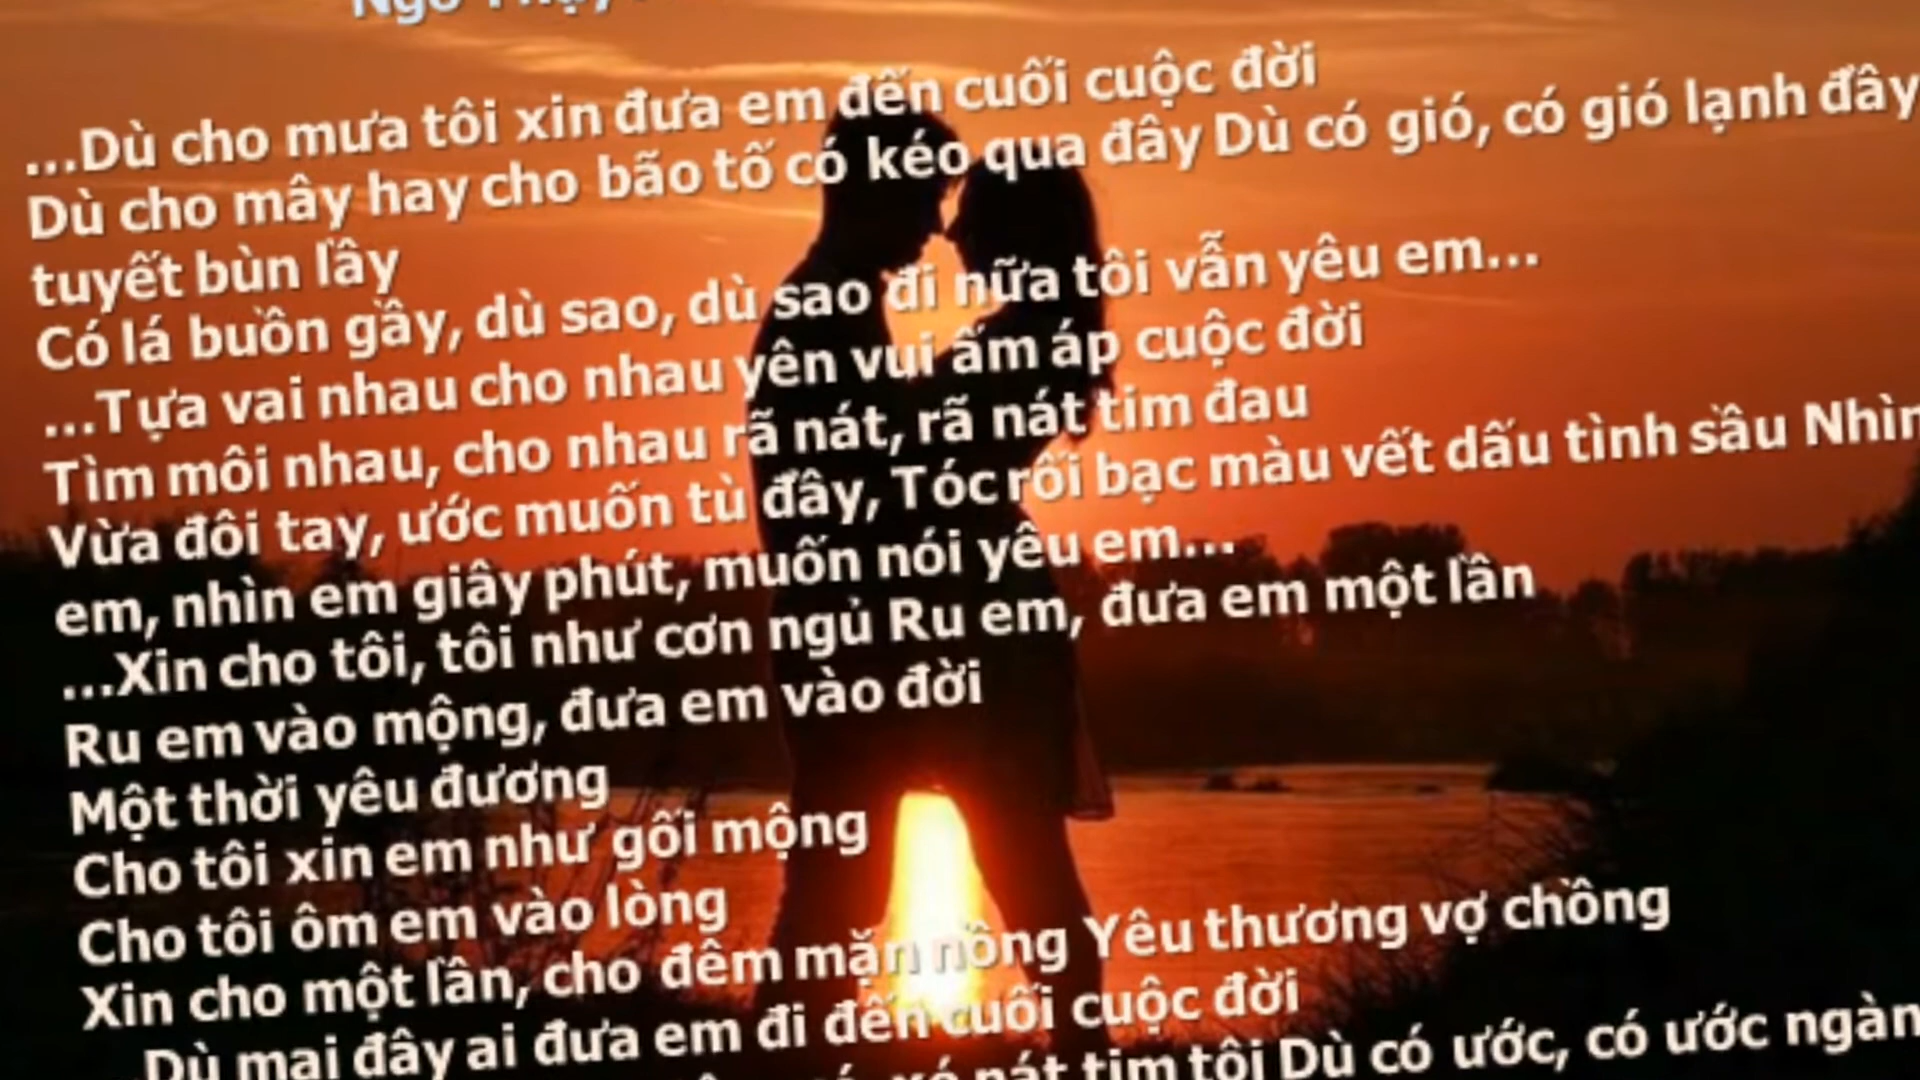 ...Dù cho mưa tôi xin đưa em đến cuối cuộc đời
Dù cho mây hay cho bão tố có kéo qua đây Dù có gió, có gió lạnh đầy
tuyết bùn lầy
Có lá buồn gầy, dù sao, dù sao đi nữa tôi vẫn yêu em...
...Tựa vai nhau cho nhau yên vui ấm áp cuộc đời
Tìm môi nhau, cho nhau rã nát, rã nát tim đau
Vừa đôi tay, ước muốn tù đầy, Tóc rối bạc màu vết dấu tình sầu Nhìn
em, nhìn em giây phút, muốn nói yêu em...
...Xin cho tôi, tôi như cơn ngủ Ru em, đưa em một lần
Ru em vào mộng, đưa em vào đời
Một thời yêu đương
Cho tôi xin em như gối mộng
Cho tôi ôm em vào lòng
Xin cho một lần, cho đêm mặn nồng Yêu thương vợ chồng
Dù mai đây ai đưa em đi đến cuối cuộc đời
nát tim tôi Dù có ước, có ước ngàn